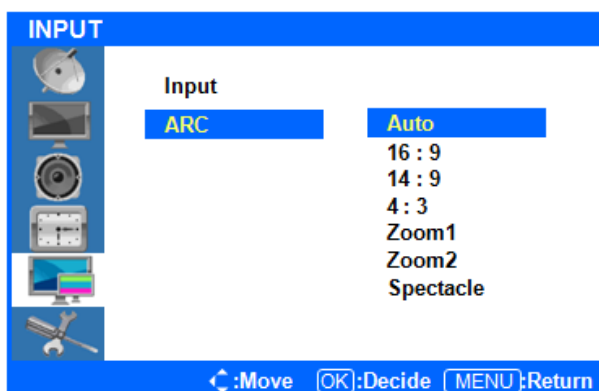 INPUT
Input
ARC
Auto
16 : 9
14 : 9
4 : 3
Zoom1
Zoom2
Spectacle
:Move OK:Decide MENU:Return